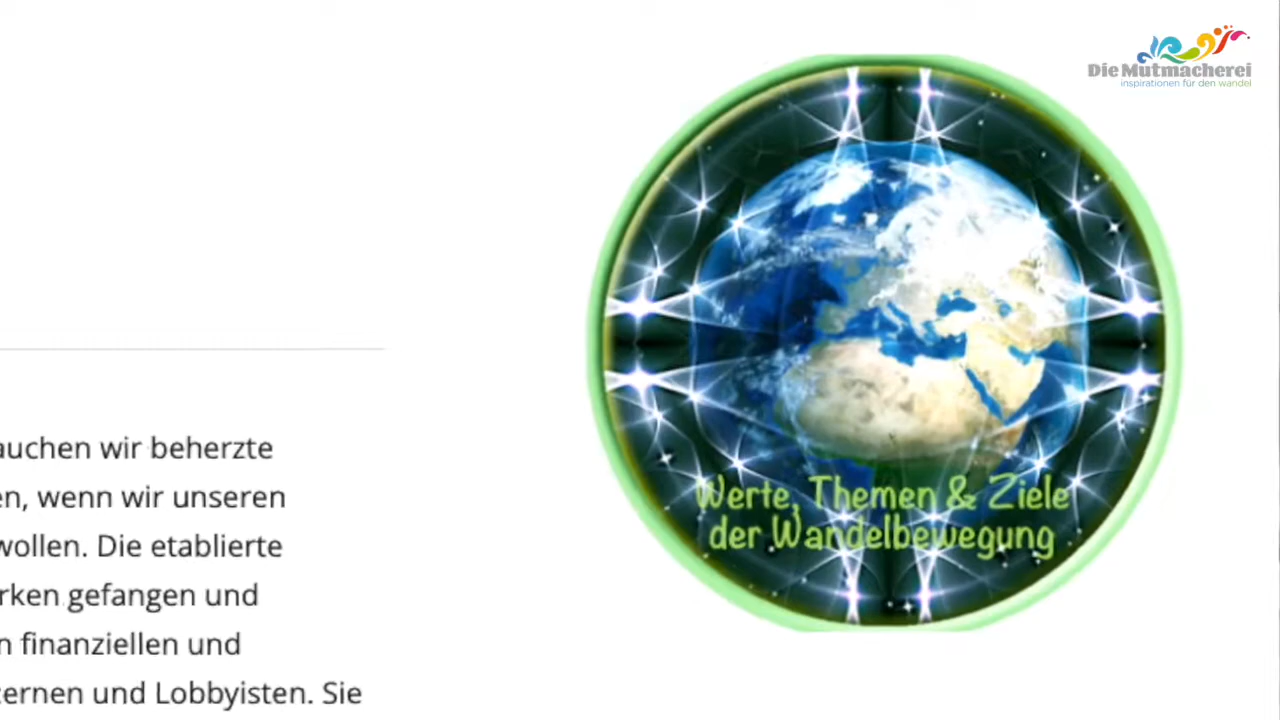 Die Mutmacherei
inspirationen für den wandel
auchen wir beherzte
en, wenn wir unseren
wollen. Die etablierte
rken gefangen und
n finanziellen und
zernen und Lobbyisten. Sie
Werte, Themen & Ziele
der Wandelbewegung